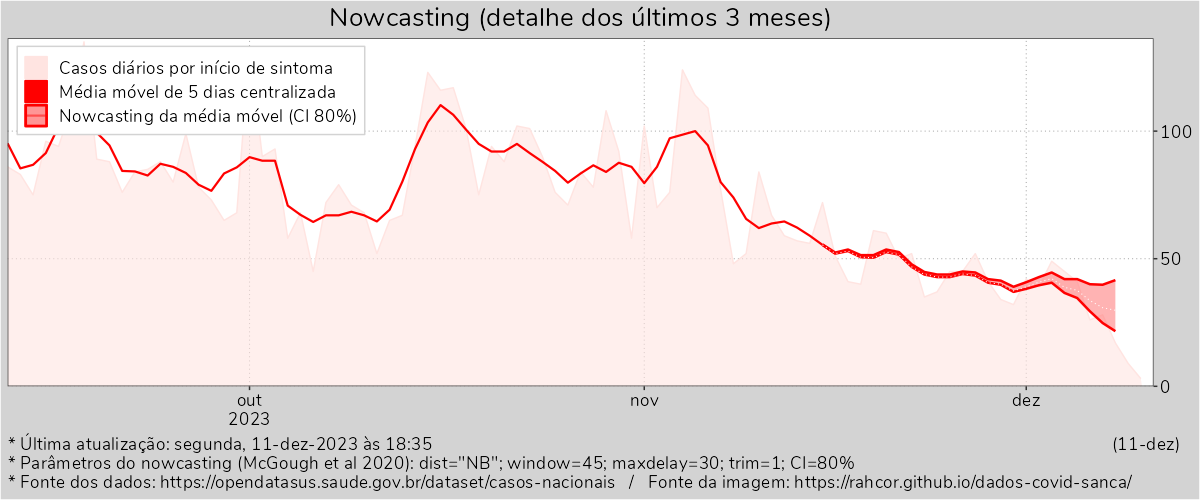 Nowcasting (detalhe dos últimos 3 meses)
Casos diários por início de sintoma
Média móvel de 5 dias centralizada
Nowcasting da média móvel (CI 80%)
100
50
0
out
2023
nov
dez
* Última atualização: segunda, 11-dez-2023 às 18:35
(11-dez)
* Parâmetros do nowcasting (McGough et al 2020): dist="NB"; window=45; maxdelay=30; trim=1; CI=80%
* Fonte dos dados: https://opendatasus.saude.gov.br/dataset/casos-nacionais / Fonte da imagem: https://rahcor.github.io/dados-covid-sanca/